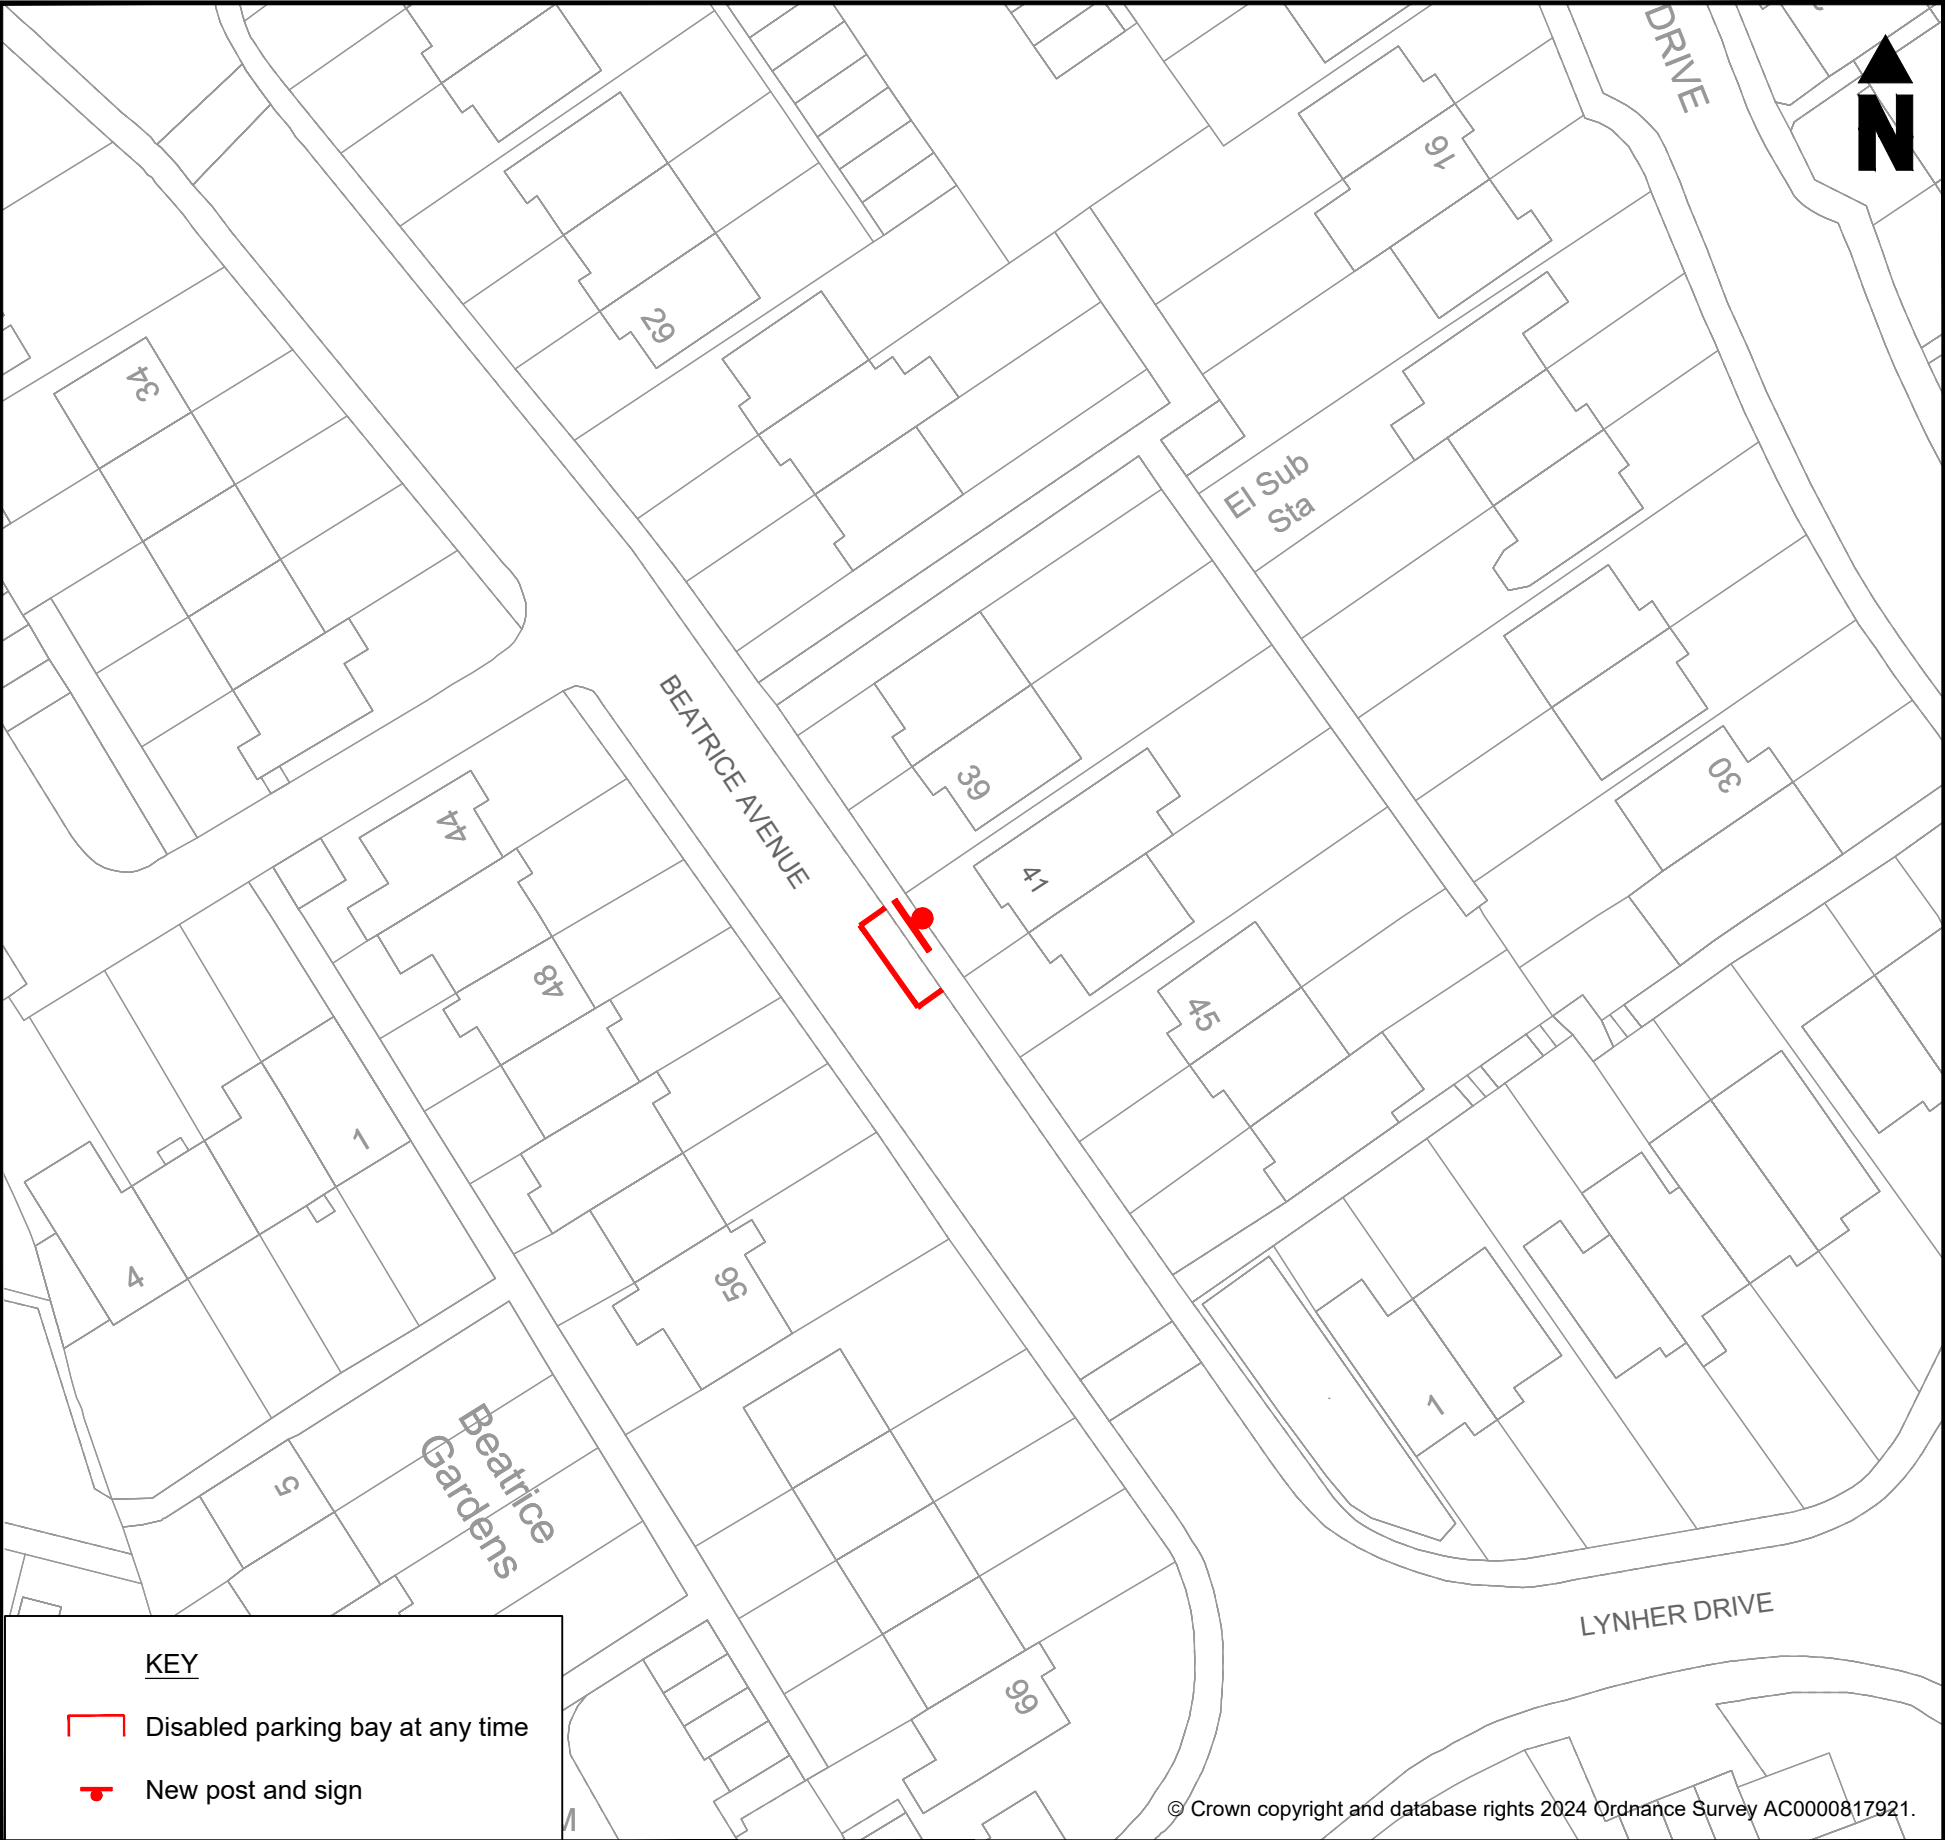 DRIVE
N
16
29
34
El Sub
Sta
BEATRICE AVENUE
39
30
44
41
48
45
1
4
56
Beatrice
Gardens
5
1
LYNHER DRIVE
66
KEY
Disabled parking bay at any time
New post and sign
© Crown copyright and database rights 2024 Ordnance Survey AC0000817921.